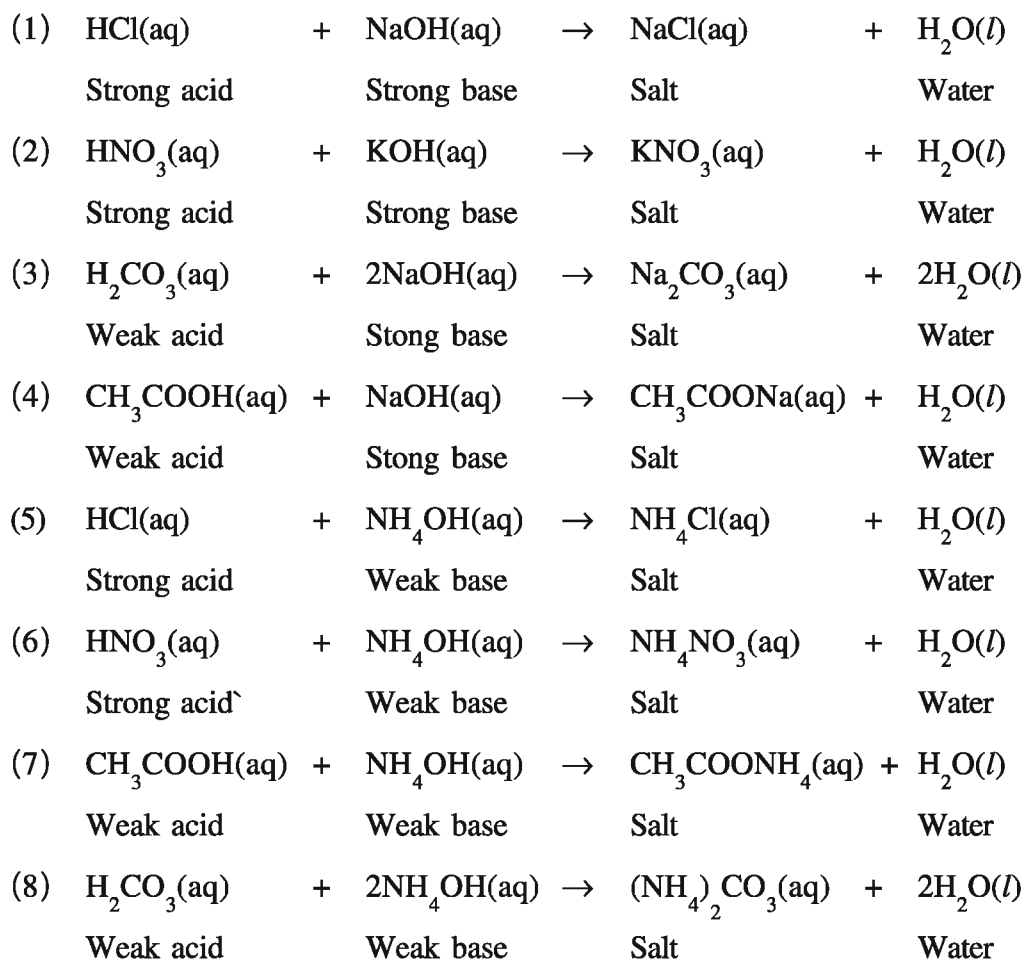 (1) HCl(aq) + NaOH(aq) → NaCl(aq) + H₂O(l)
Strong acid Strong base Salt Water
(2) HNO₃(aq) + KOH(aq) → KNO₃(aq) + H₂O(l)
Strong acid Strong base Salt Water
(3) H₂CO₃(aq) + 2NaOH(aq) → Na₂CO₃(aq) + 2H₂O(l)
Weak acid Stong base Salt Water
(4) CH₃COOH(aq) + NaOH(aq) → CH₃COONa(aq) + H₂O(l)
Weak acid Stong base Salt Water
(5) HCl(aq) + NH₄OH(aq) → NH₄Cl(aq) + H₂O(l)
Strong acid Weak base Salt Water
(6) HNO₃(aq) + NH₄OH(aq) → NH₄NO₃(aq) + H₂O(l)
Strong acid` Weak base Salt Water
(7) CH₃COOH(aq) + NH₄OH(aq) → CH₃COONH₄(aq) + H₂O(l)
Weak acid Weak base Salt Water
(8) H₂CO₃(aq) + 2NH₄OH(aq) → (NH₄)₂CO₃(aq) + 2H₂O(l)
Weak acid Weak base Salt Water